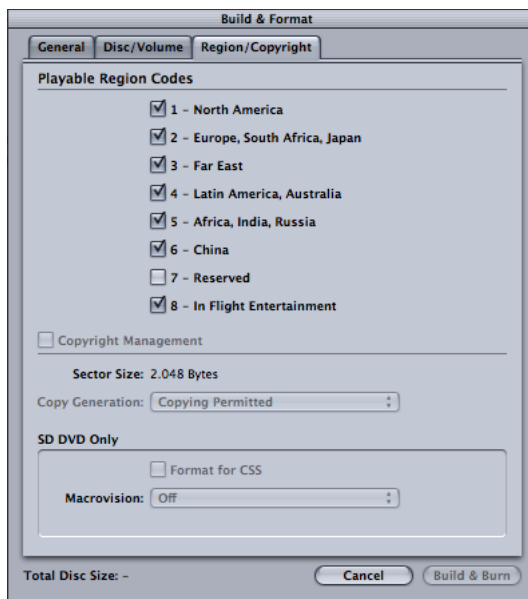 Build & Format
General Disc/Volume Region/Copyright
Playable Region Codes
1 – North America
2 – Europe, South Africa, Japan
3 – Far East
4 – Latin America, Australia
5 – Africa, India, Russia
6 – China
7 – Reserved
8 – In Flight Entertainment
Copyright Management
Sector Size: 2.048 Bytes
Copy Generation: Copying Permitted
SD DVD Only
Format for CSS
Macrovision: Off
Total Disc Size: – Cancel Build & Burn